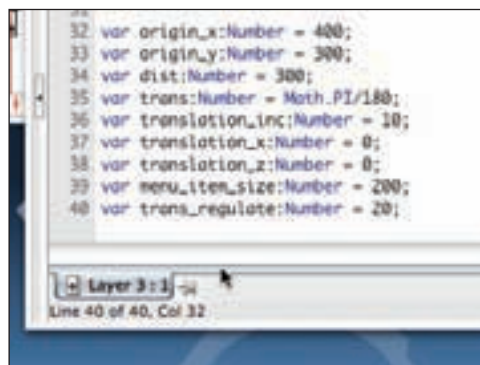 32 var origin_x:Number = 400;
33 var origin_y:Number = 300;
34 var dist:Number = 300;
35 var trans:Number = Math.PI/180;
36 var translation_inc:Number = 10;
37 var translation_x:Number = 0;
38 var translation_z:Number = 0;
39 var menu_item_size:Number = 200;
40 var trans_regulate:Number = 20;
Layer 3 : 1
Line 40 of 40, Col 32